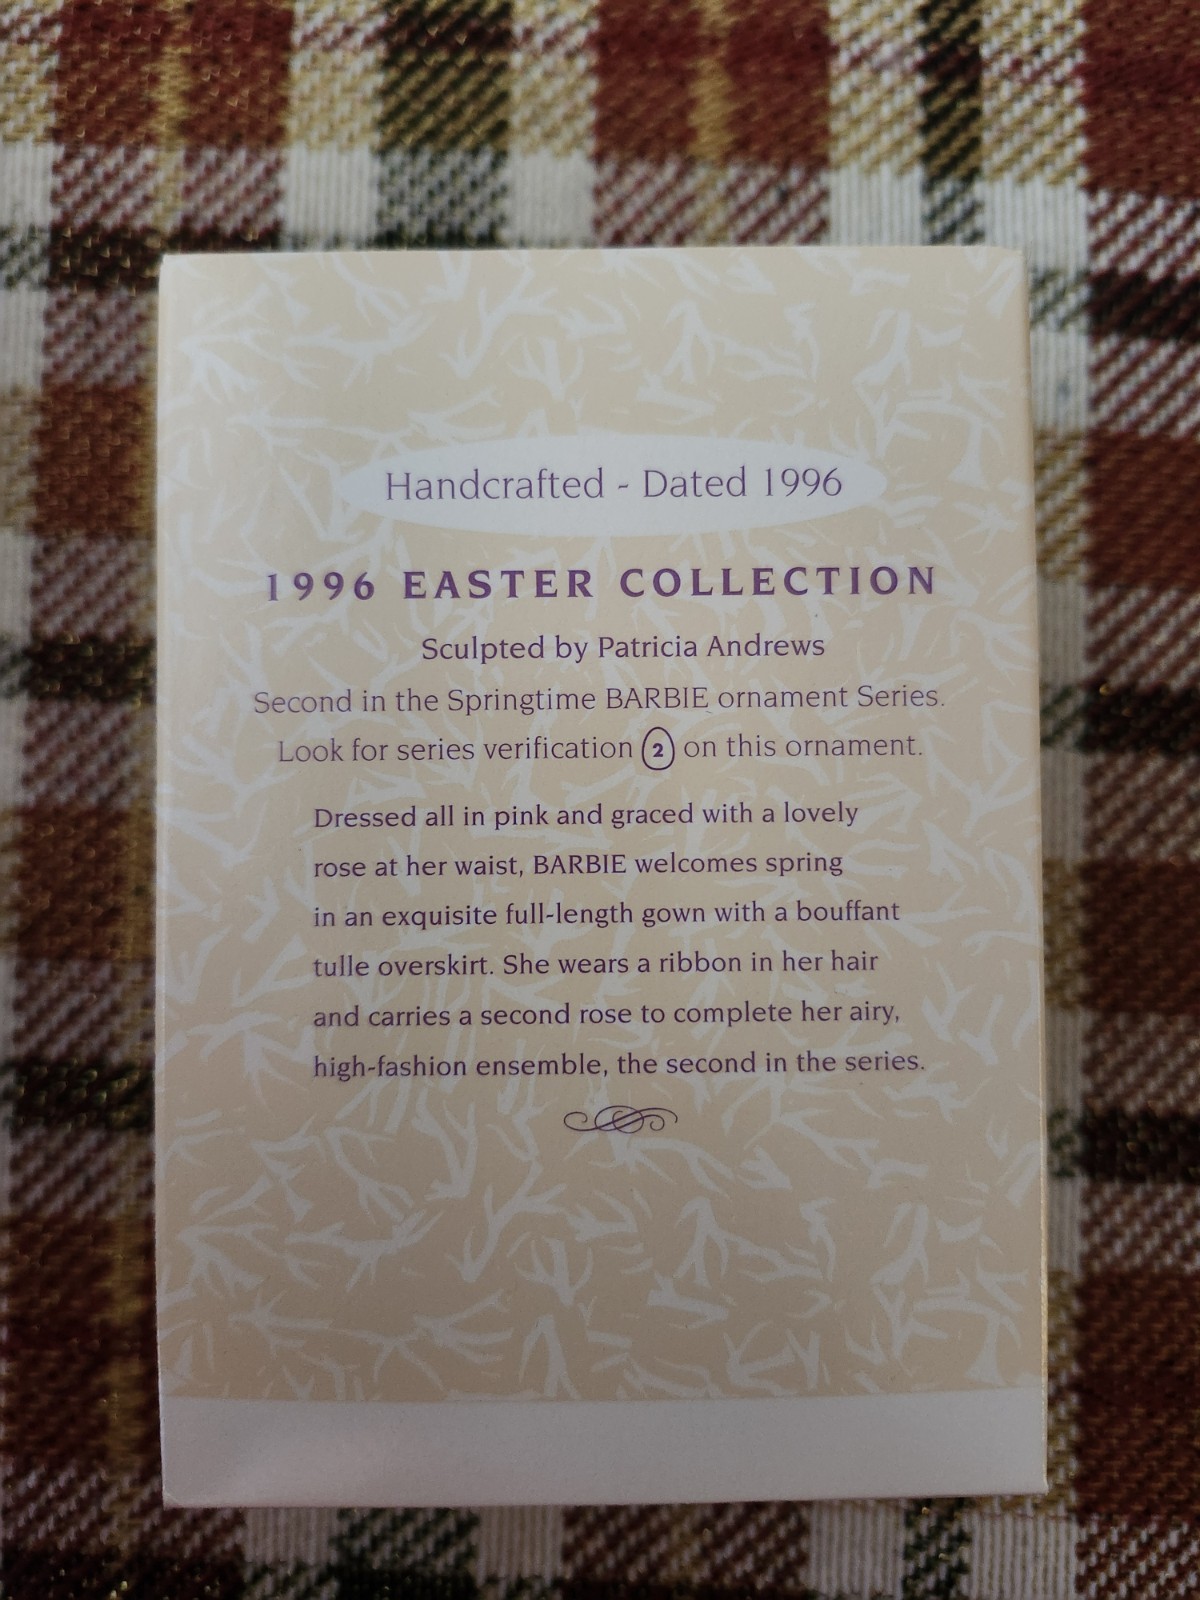 Handcrafted - Dated 1996
1996 EASTER COLLECTION
Sculpted by Patricia Andrews
Second in the Springtime BARBIE ornament Series.
Look for series verification 2 on this ornament.
Dressed all in pink and graced with a lovely
rose at her waist, BARBIE welcomes spring
in an exquisite full-length gown with a bouffant
tulle overskirt. She wears a ribbon in her hair
and carries a second rose to complete her airy,
high-fashion ensemble, the second in the series.